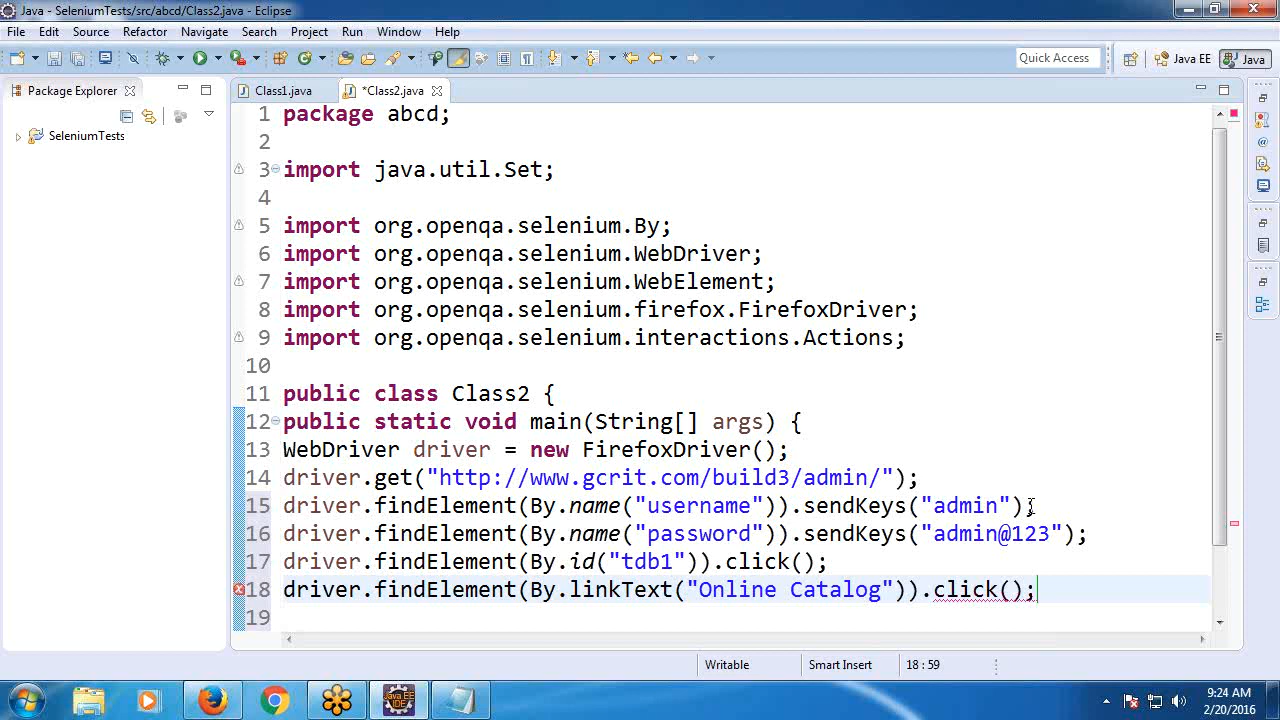 Java - SeleniumTests/src/abcd/Class2.java - Eclipse
File Edit Source Refactor Navigate Search Project Run Window Help
Quick Access Java EE Java
Package Explorer Class1.java *Class2.java
SeleniumTests
1 package abcd;
2
3 import java.util.Set;
4
5 import org.openqa.selenium.By;
6 import org.openqa.selenium.WebDriver;
7 import org.openqa.selenium.WebElement;
8 import org.openqa.selenium.firefox.FirefoxDriver;
9 import org.openqa.selenium.interactions.Actions;
10
11 public class Class2 {
12 public static void main(String[] args) {
13 WebDriver driver = new FirefoxDriver();
14 driver.get("http://www.gcrit.com/build3/admin/");
15 driver.findElement(By.name("username")).sendKeys("admin");
16 driver.findElement(By.name("password")).sendKeys("admin@123");
17 driver.findElement(By.id("tdb1")).click();
18 driver.findElement(By.linkText("Online Catalog")).click();
19
Writable Smart Insert 18 : 59
Java EE IDE
9:24 AM
2/20/2016